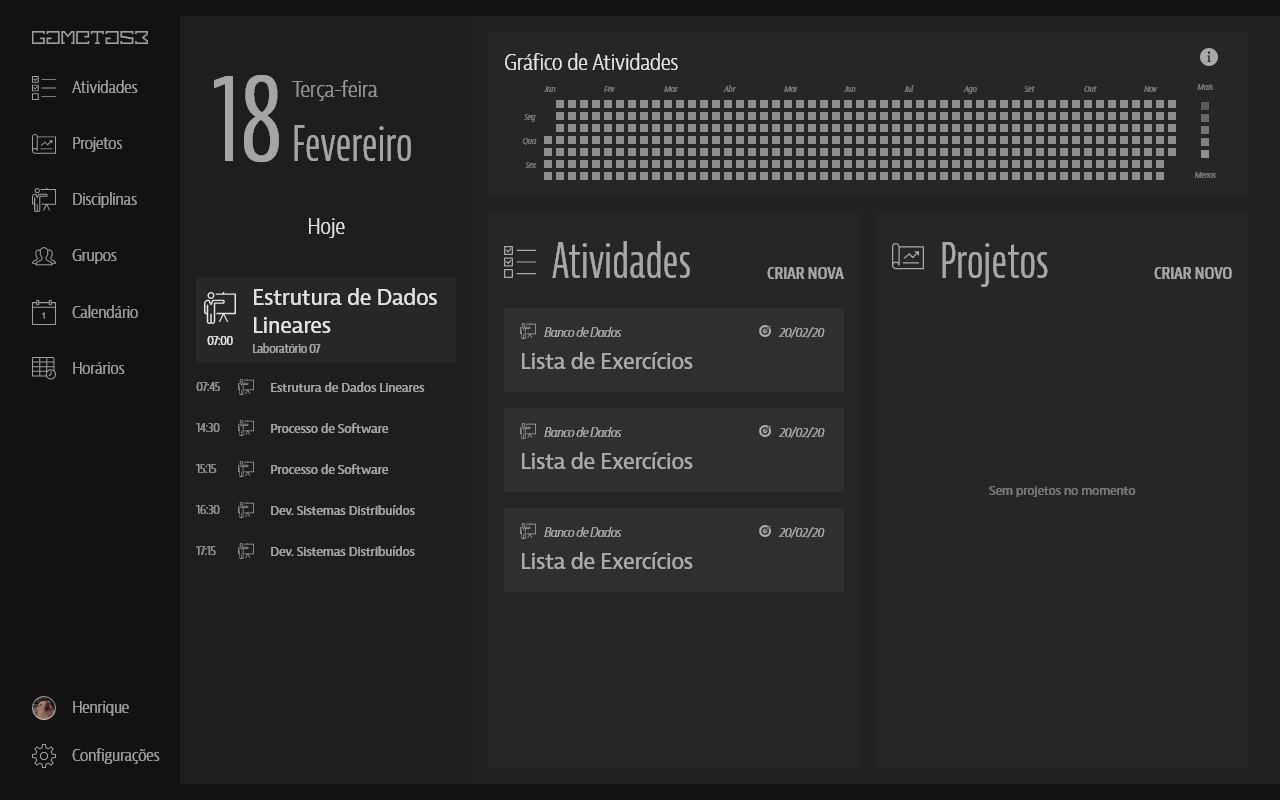 GAMETAS3
Atividades
Projetos
Disciplinas
Grupos
1
Calendário
Horários
Henrique
Configurações
18
Terça-feira
Fevereiro
Hoje
07:00
Estrutura de Dados
Lineares
Laboratório 07
07:45 Estrutura de Dados Lineares
14:30 Processo de Software
15:15 Processo de Software
16:30 Dev. Sistemas Distribuídos
17:15 Dev. Sistemas Distribuídos
Gráfico de Atividades
i
Jan Fev Mar Abr Mai Jun Jul Ago Set Out Nov
Seg
Qua
Sex
Mais
Menos
Atividades
CRIAR NOVA
Banco de Dados 20/02/20
Lista de Exercícios
Banco de Dados 20/02/20
Lista de Exercícios
Banco de Dados 20/02/20
Lista de Exercícios
Projetos
CRIAR NOVO
Sem projetos no momento